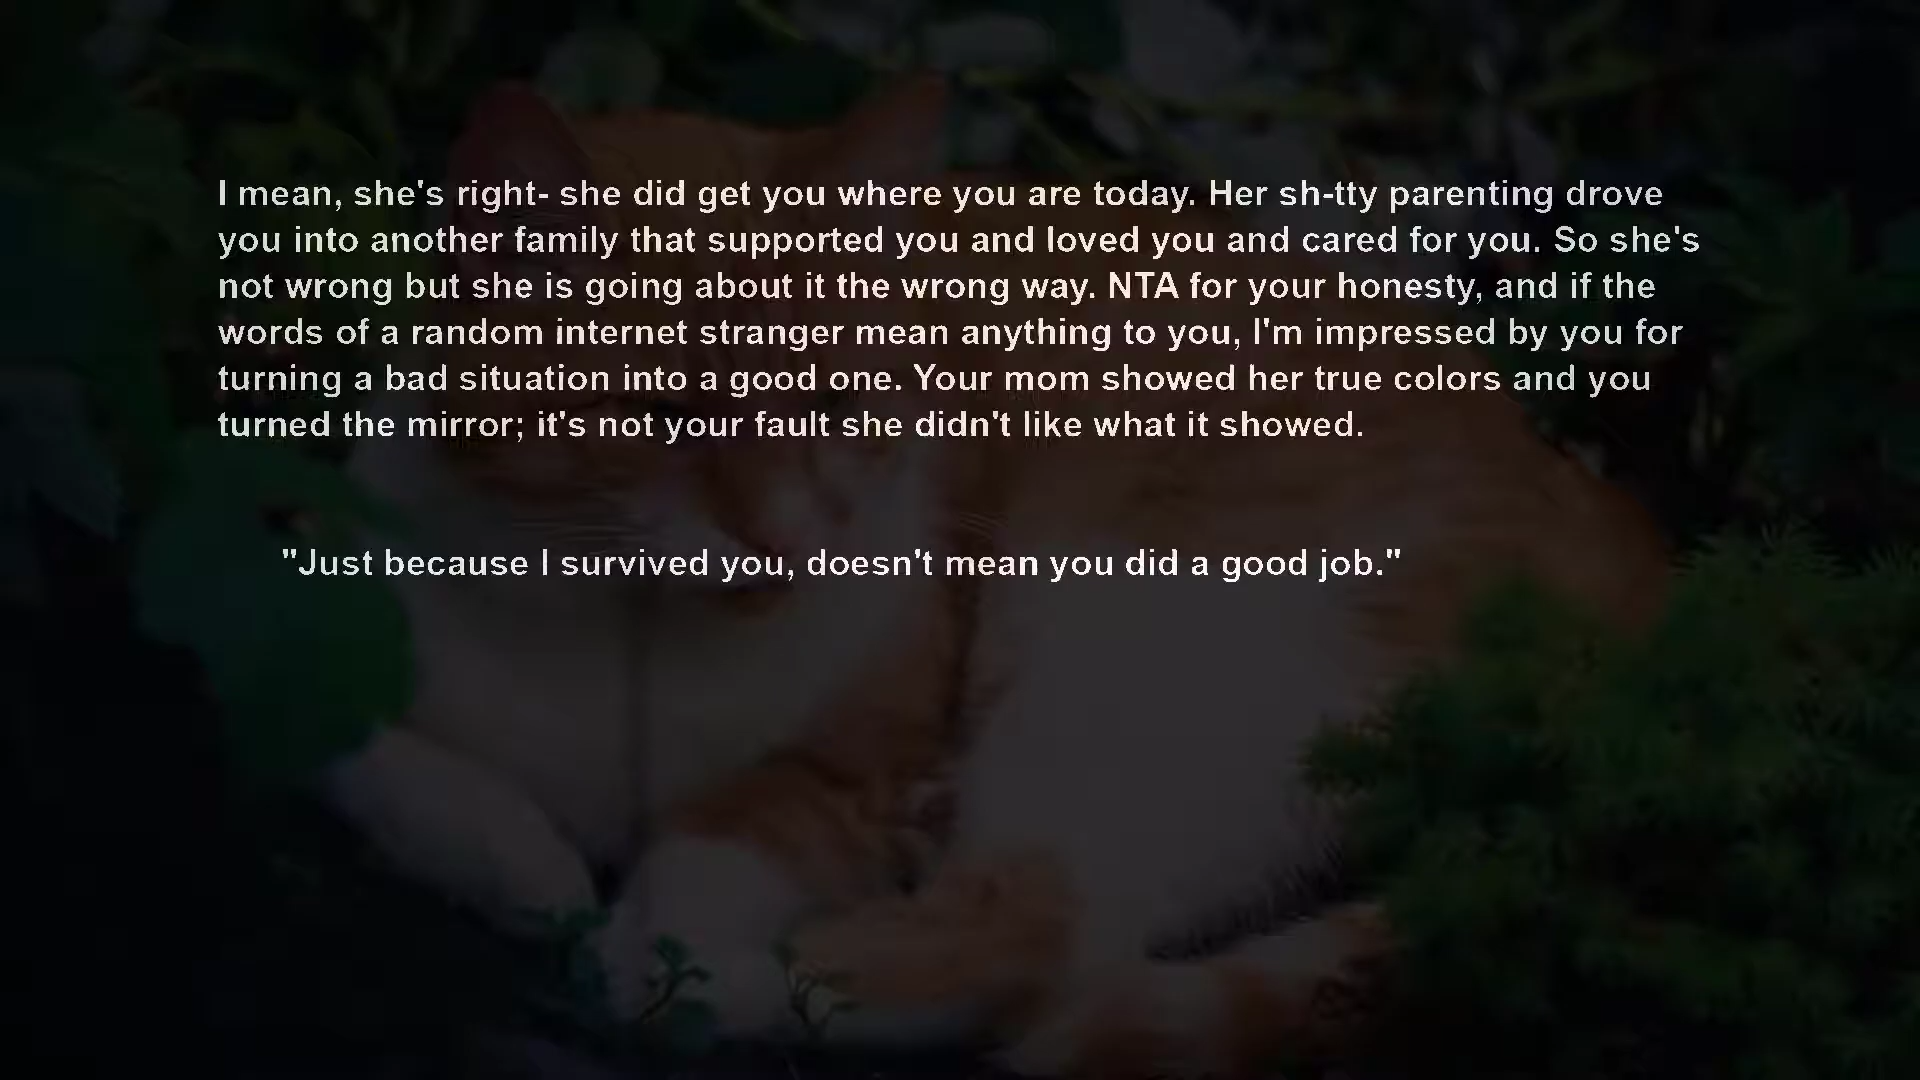 I mean, she's right- she did get you where you are today. Her sh-tty parenting drove
you into another family that supported you and loved you and cared for you. So she's
not wrong but she is going about it the wrong way. NTA for your honesty, and if the
words of a random internet stranger mean anything to you, I'm impressed by you for
turning a bad situation into a good one. Your mom showed her true colors and you
turned the mirror; it's not your fault she didn't like what it showed.
"Just because I survived you, doesn't mean you did a good job."